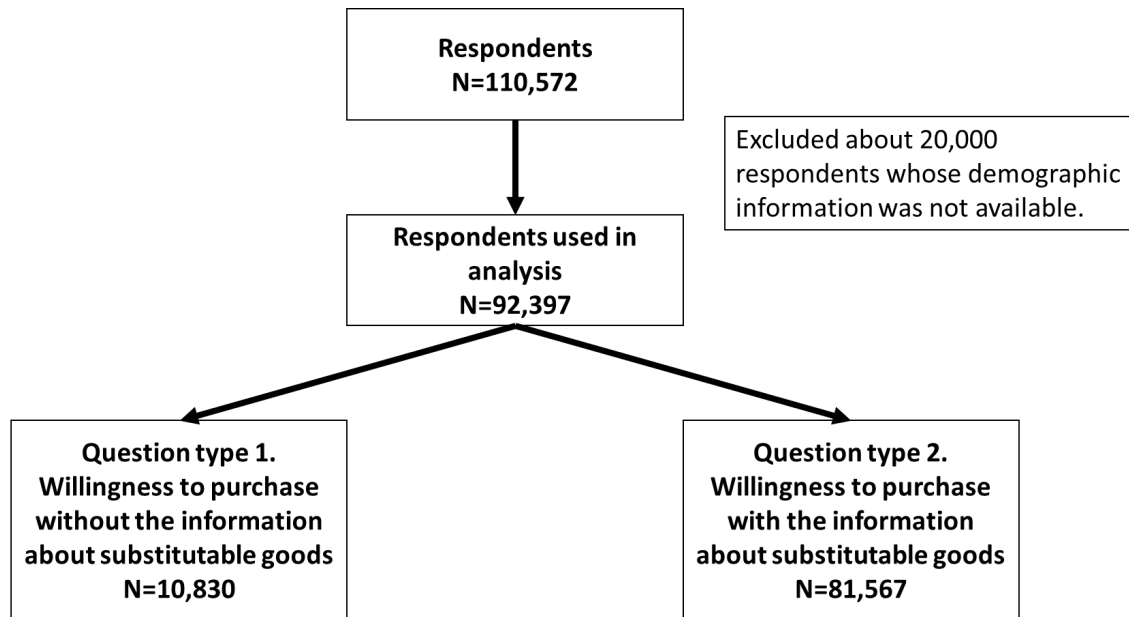 Respondents
N=110,572
Excluded about 20,000
respondents whose demographic
information was not available.
Respondents used in
analysis
N=92,397
Question type 1.
Willingness to purchase
without the information
about substitutable goods
N=10,830
Question type 2.
Willingness to purchase
with the information
about substitutable goods
N=81,567